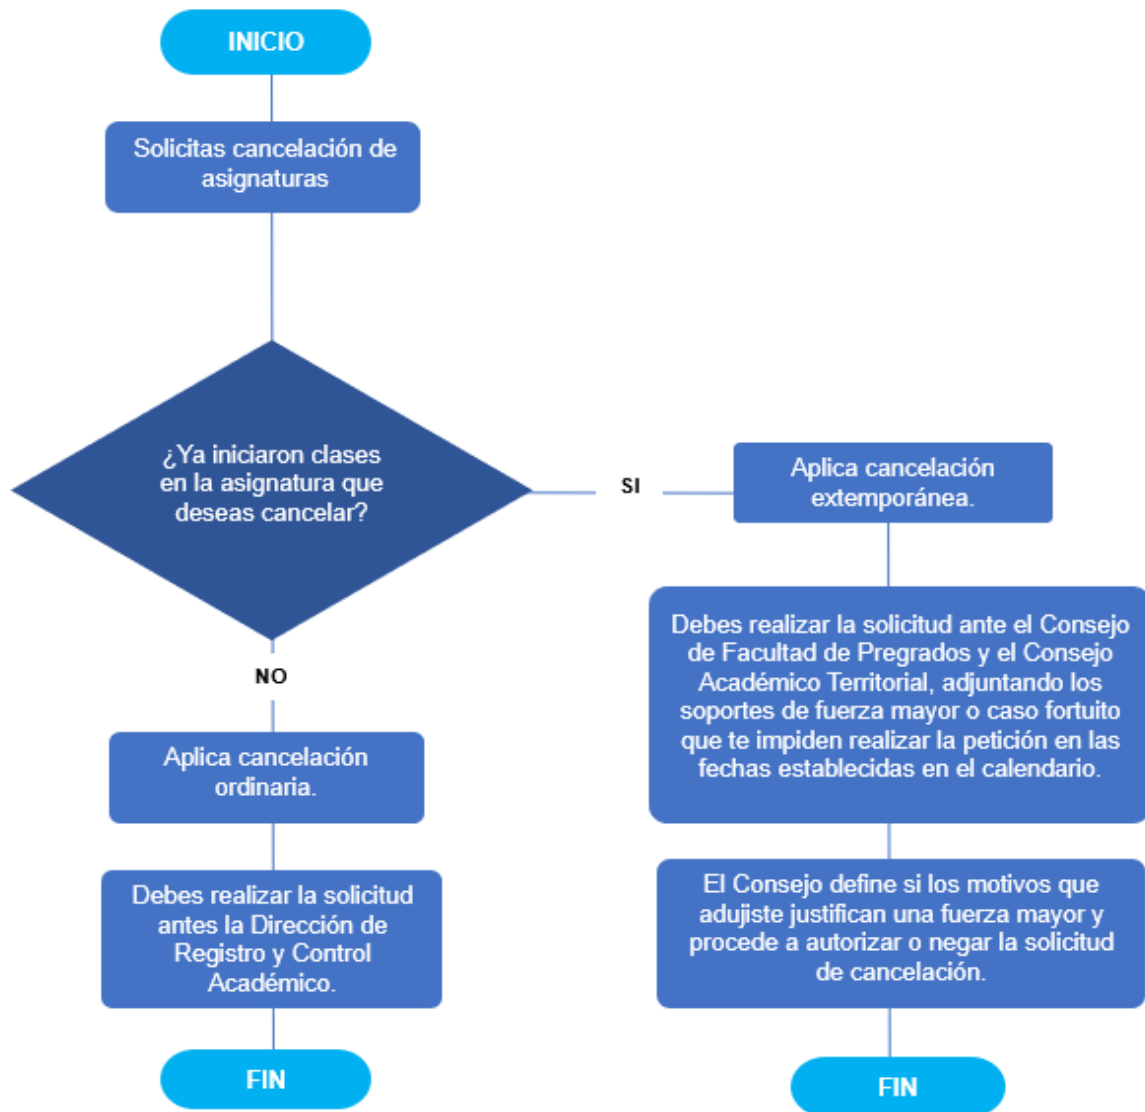 INICIO
Solicitas cancelación de
asignaturas
¿Ya iniciaron clases
en la asignatura que
deseas cancelar?
SI
Aplica cancelación
extemporánea.
Debes realizar la solicitud ante el Consejo
de Facultad de Pregrados y el Consejo
Académico Territorial, adjuntando los
soportes de fuerza mayor o caso fortuito
que te impiden realizar la petición en las
fechas establecidas en el calendario.
El Consejo define si los motivos que
adujiste justifican una fuerza mayor y
procede a autorizar o negar la solicitud
de cancelación.
FIN
NO
Aplica cancelación
ordinaria.
Debes realizar la solicitud
antes la Dirección de
Registro y Control
Académico.
FIN